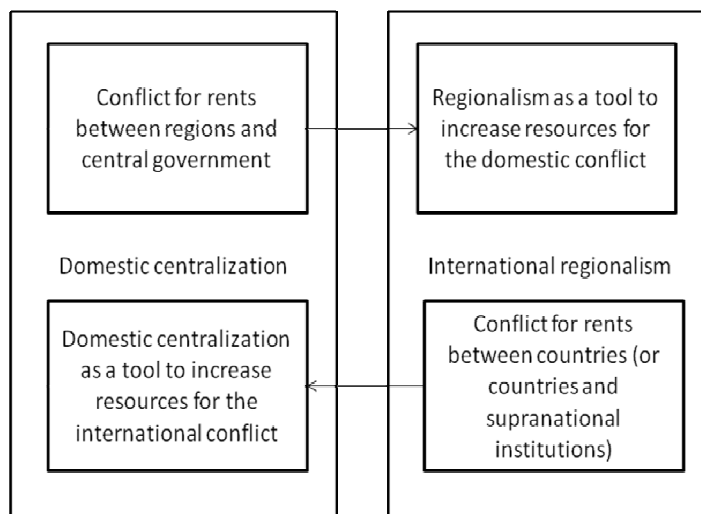 Conflict for rents
between regions and
central government
Regionalism as a tool to
increase resources for
the domestic conflict
Domestic centralization
International regionalism
Domestic centralization
as a tool to increase
resources for the
international conflict
Conflict for rents
between countries (or
countries and
supranational
institutions)